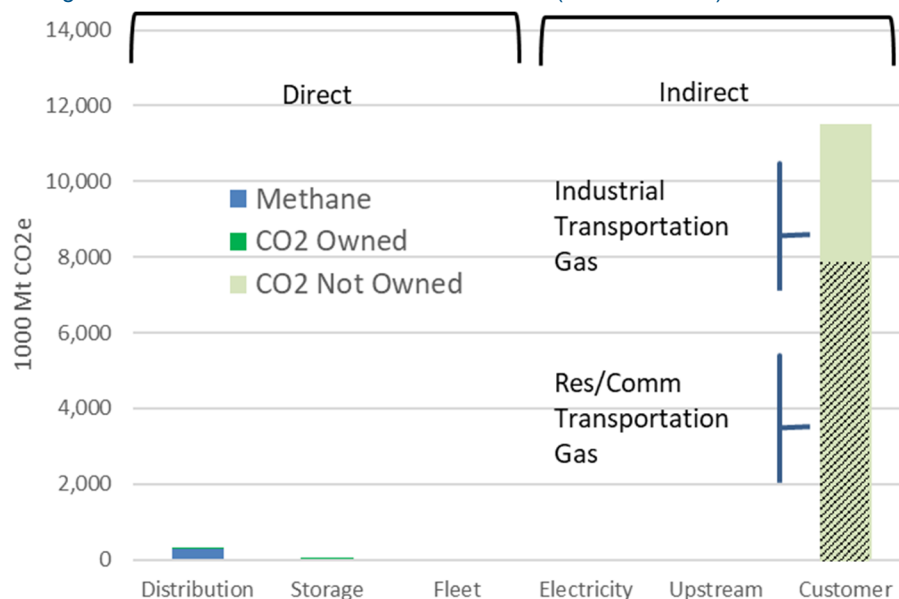 14,000
12,000
10,000
8,000
6,000
4,000
2,000
0
1000 Mt CO2e
Direct
Indirect
Methane
CO2 Owned
CO2 Not Owned
Industrial
Transportation
Gas
Res/Comm
Transportation
Gas
Distribution
Storage
Fleet
Electricity
Upstream
Customer